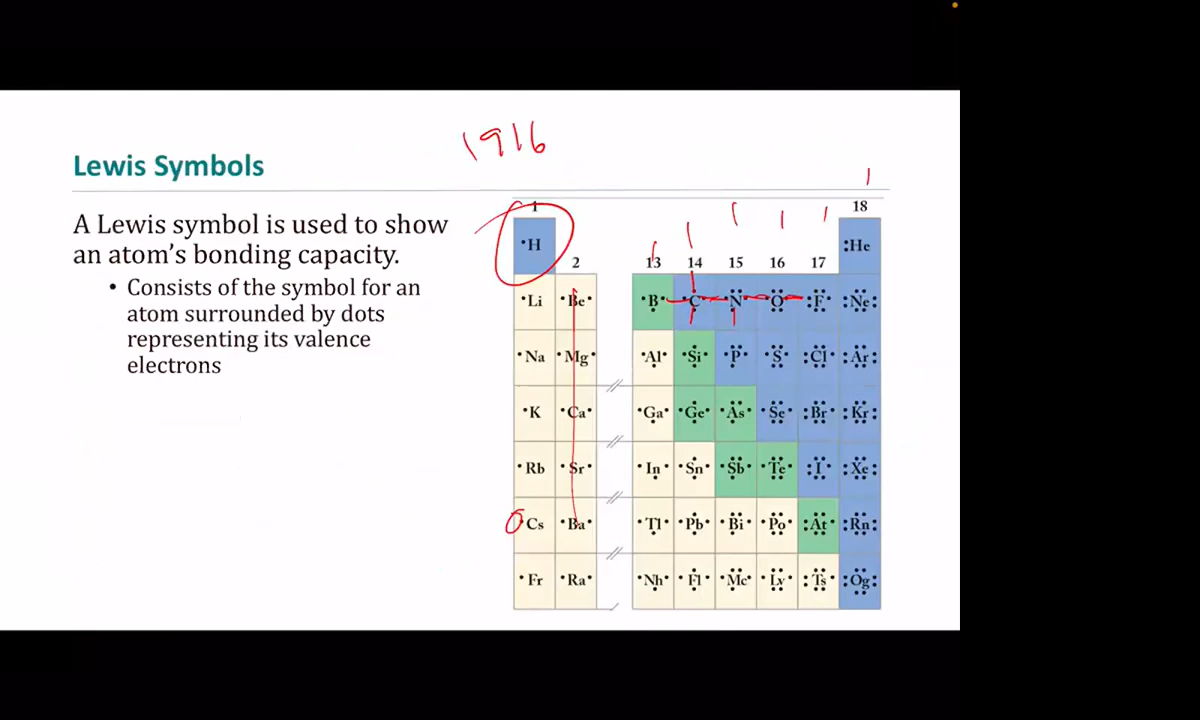 1916
Lewis Symbols
A Lewis symbol is used to show
an atom's bonding capacity.
• Consists of the symbol for an
atom surrounded by dots
representing its valence
electrons
1 18
H He
2 13 14 15 16 17
Li Be B C N O F Ne
Na Mg Al Si P S Cl Ar
K Ca Ga Ge As Se Br Kr
Rb Sr In Sn Sb Te I Xe
Cs Ba Tl Pb Bi Po At Rn
Fr Ra Nh Fl Mc Lv Ts Og